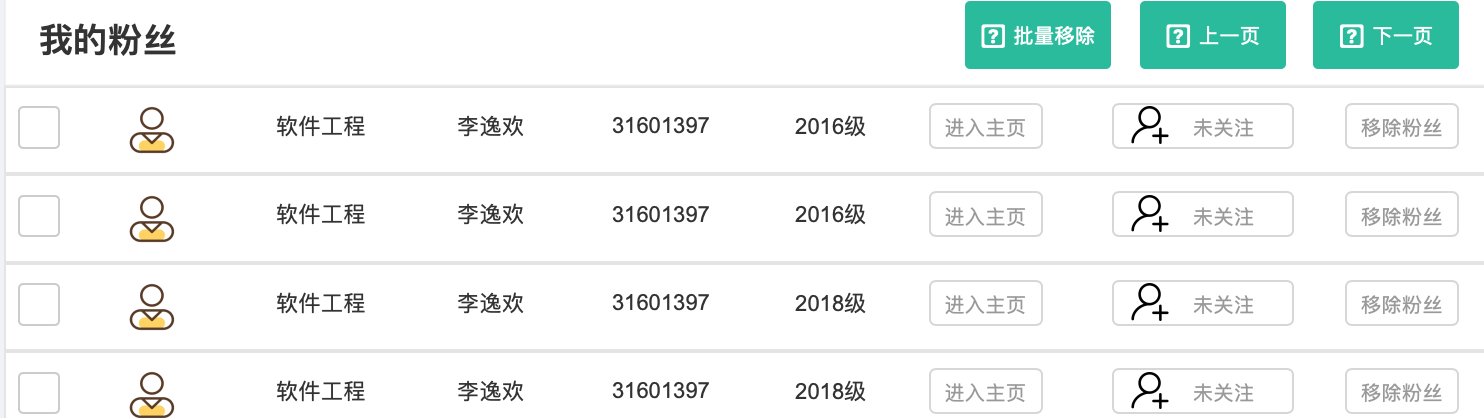 我的粉丝 批量移除 上一页 下一页
软件工程 李逸欢 31601397 2016级 进入主页 未关注 移除粉丝
软件工程 李逸欢 31601397 2016级 进入主页 未关注 移除粉丝
软件工程 李逸欢 31601397 2018级 进入主页 未关注 移除粉丝
软件工程 李逸欢 31601397 2018级 进入主页 未关注 移除粉丝